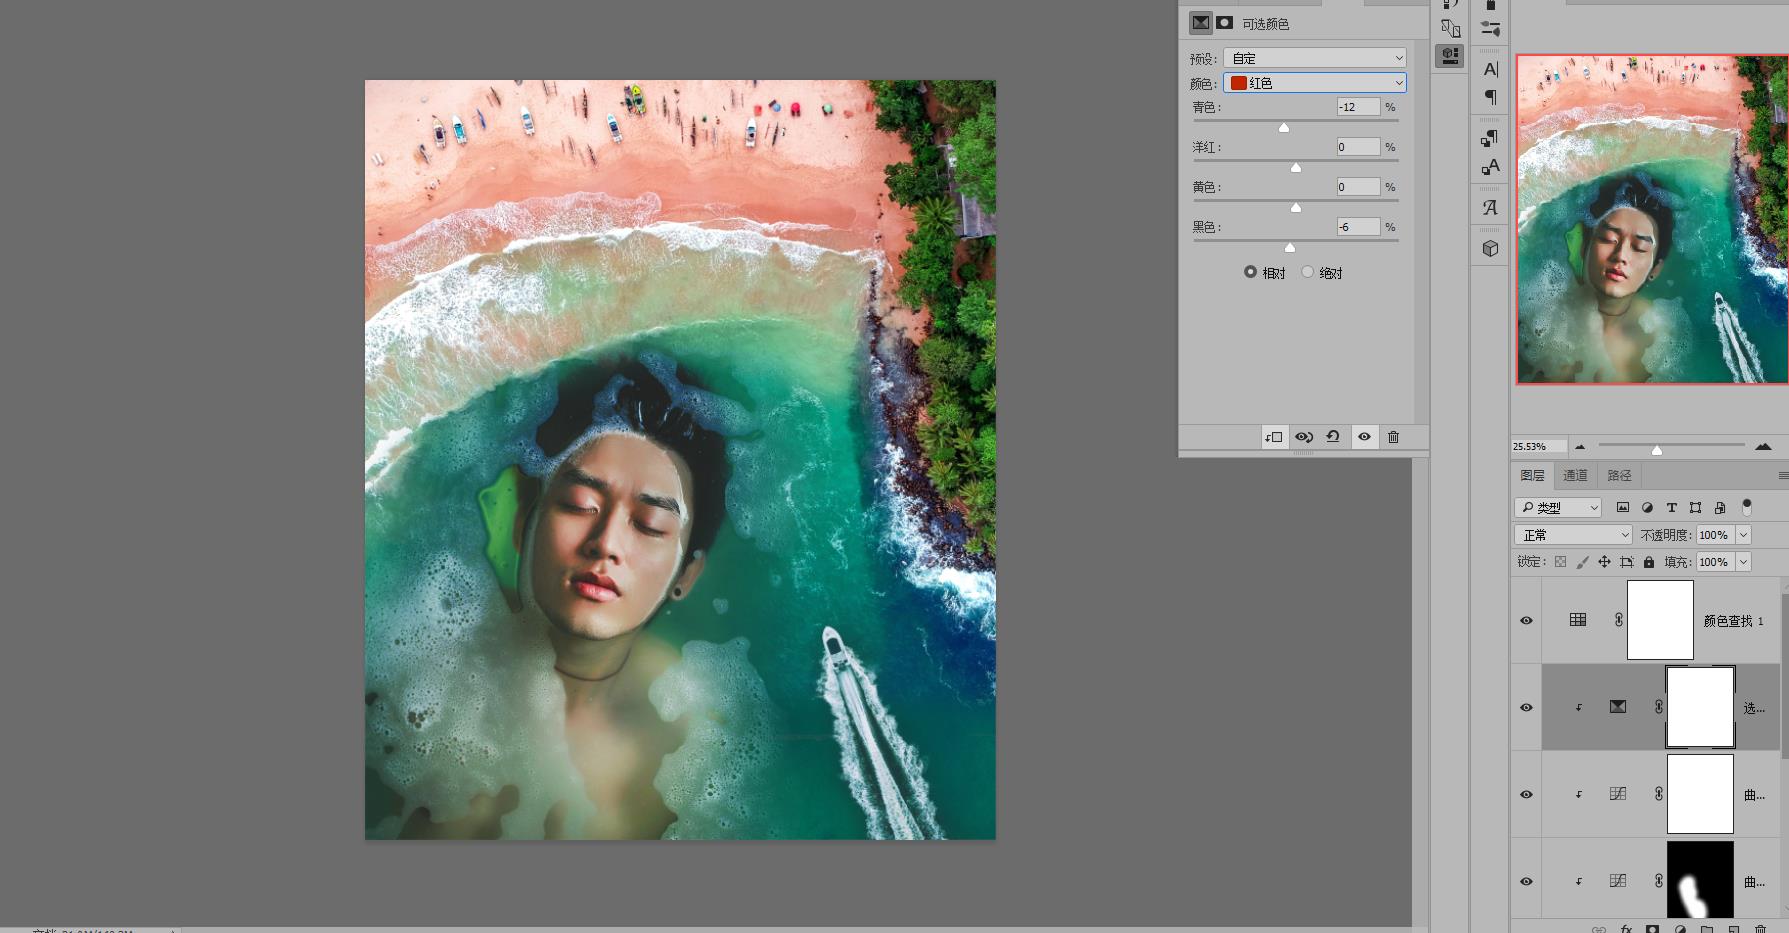 可选颜色
预设: 自定
颜色: 红色
青色: -12 %
洋红: 0 %
黄色: 0 %
黑色: -6 %
相对 绝对
A
A
A
25.53%
图层 通道 路径
类型
正常 不透明度: 100%
锁定: 填充: 100%
颜色查找 1
选...
曲...
曲...
fx